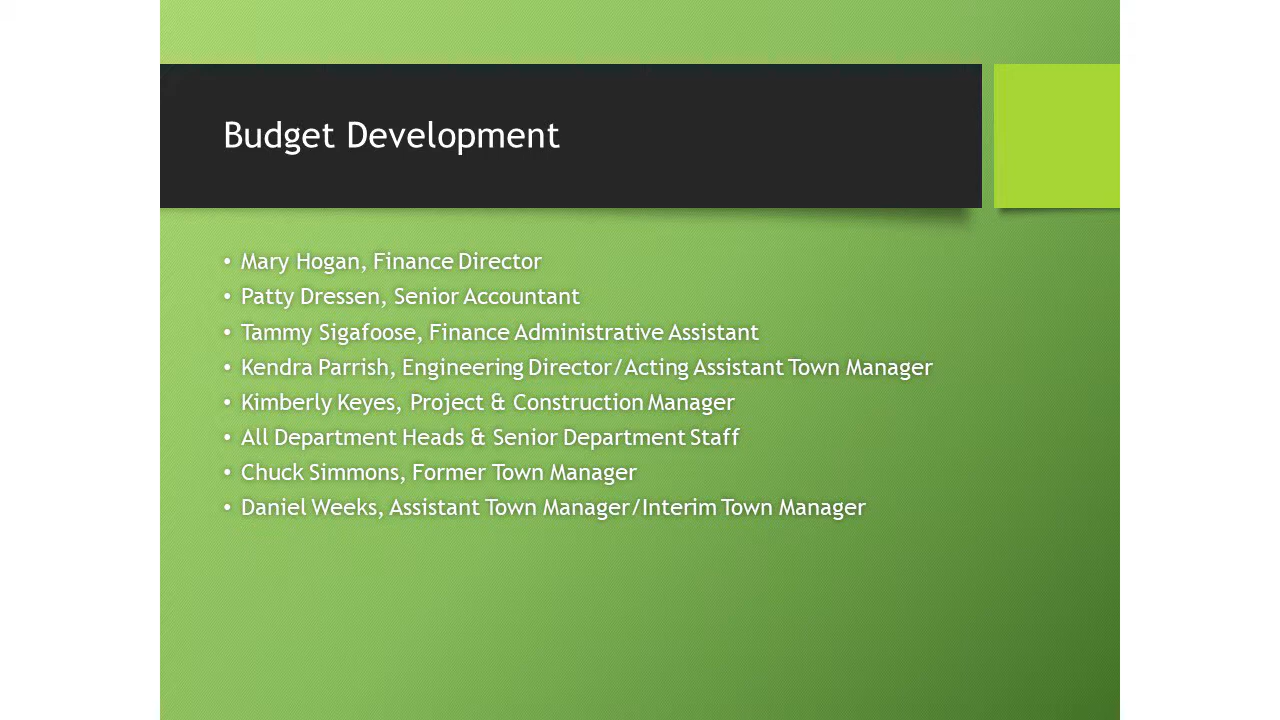 Budget Development
• Mary Hogan, Finance Director
• Patty Dressen, Senior Accountant
• Tammy Sigafoose, Finance Administrative Assistant
• Kendra Parrish, Engineering Director/Acting Assistant Town Manager
• Kimberly Keyes, Project & Construction Manager
• All Department Heads & Senior Department Staff
• Chuck Simmons, Former Town Manager
• Daniel Weeks, Assistant Town Manager/Interim Town Manager